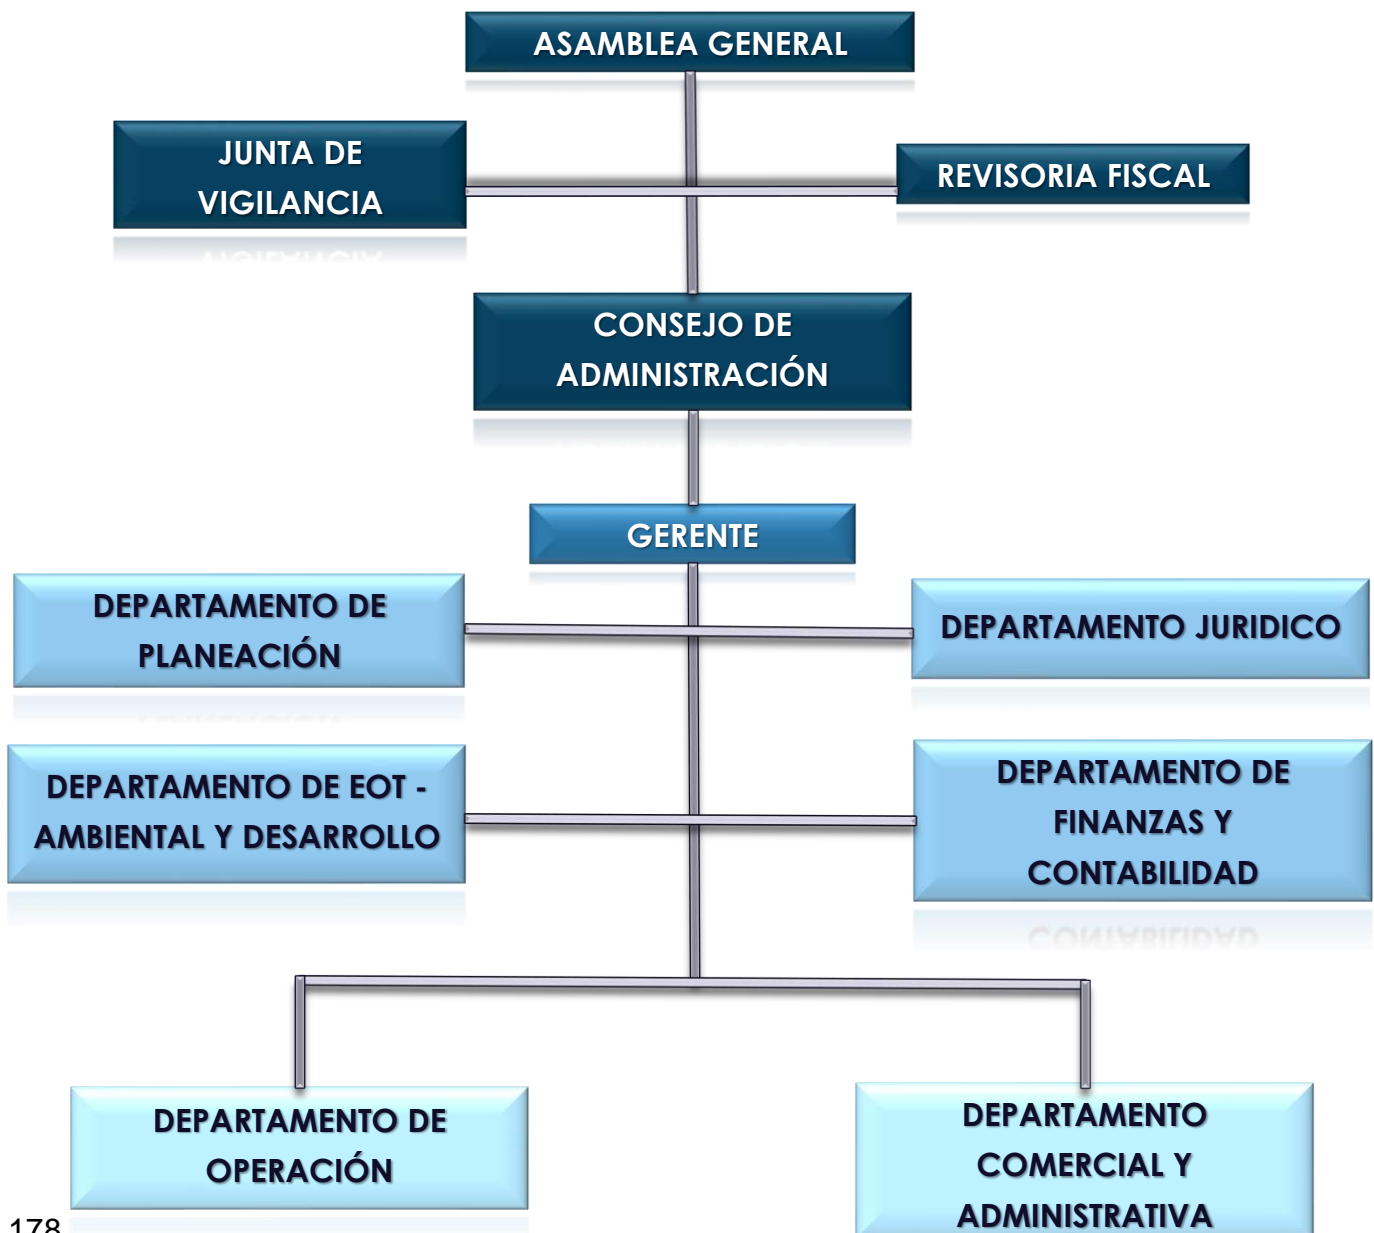 ASAMBLEA GENERAL
JUNTA DE
VIGILANCIA
REVISORIA FISCAL
CONSEJO DE
ADMINISTRACIÓN
GERENTE
DEPARTAMENTO DE
PLANEACIÓN
DEPARTAMENTO JURIDICO
DEPARTAMENTO DE EOT -
AMBIENTAL Y DESARROLLO
DEPARTAMENTO DE
FINANZAS Y
CONTABILIDAD
DEPARTAMENTO DE
OPERACIÓN
DEPARTAMENTO
COMERCIAL Y
ADMINISTRATIVA
178